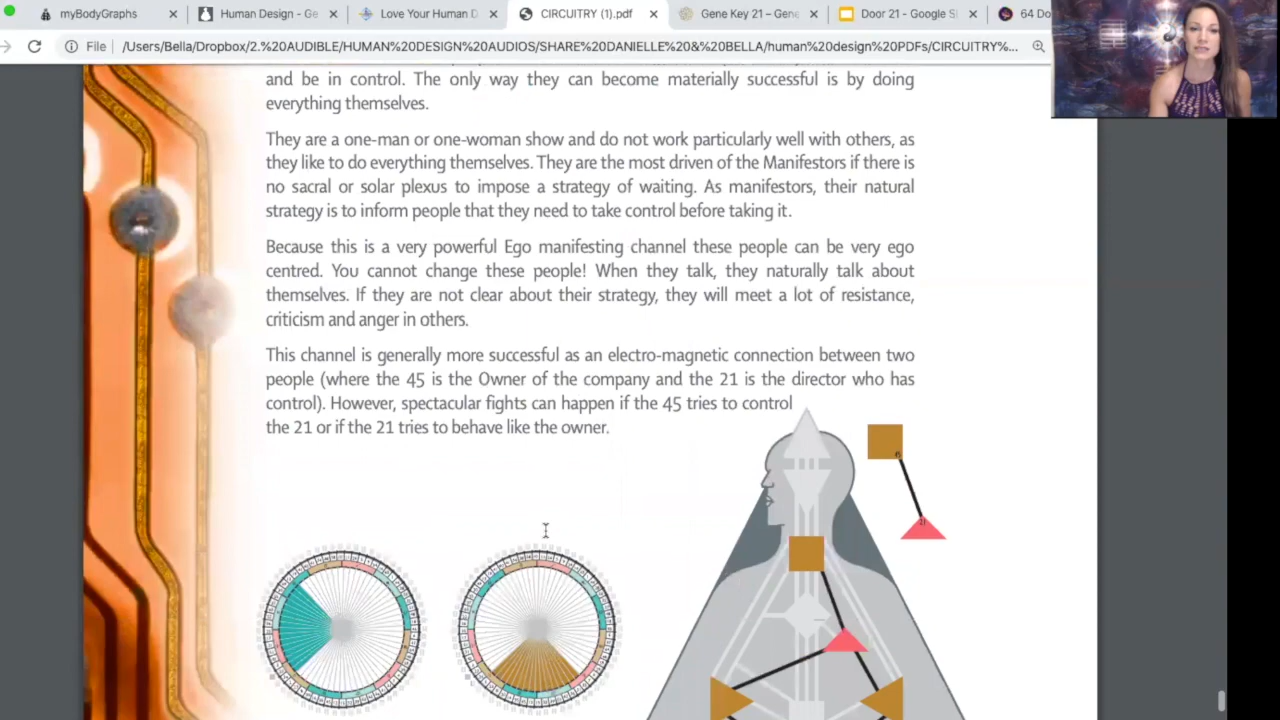 myBodyGraphs
Human Design - Ge
Love Your Human D
CIRCUITRY (1).pdf
Gene Key 21 – Gene
Door 21 - Google Sl
64 Do
File
/Users/Bella/Dropbox/2.%20AUDIBLE/HUMAN%20DESIGN%20AUDIOS/SHARE%20DANIELLE%20&%20BELLA/human%20design%20PDFs/CIRCUITRY%...
and be in control. The only way they can become materially successful is by doing
everything themselves.
They are a one-man or one-woman show and do not work particularly well with others, as
they like to do everything themselves. They are the most driven of the Manifestors if there is
no sacral or solar plexus to impose a strategy of waiting. As manifestors, their natural
strategy is to inform people that they need to take control before taking it.
Because this is a very powerful Ego manifesting channel these people can be very ego
centred. You cannot change these people! When they talk, they naturally talk about
themselves. If they are not clear about their strategy, they will meet a lot of resistance,
criticism and anger in others.
This channel is generally more successful as an electro-magnetic connection between two
people (where the 45 is the Owner of the company and the 21 is the director who has
control). However, spectacular fights can happen if the 45 tries to control
the 21 or if the 21 tries to behave like the owner.
45
21